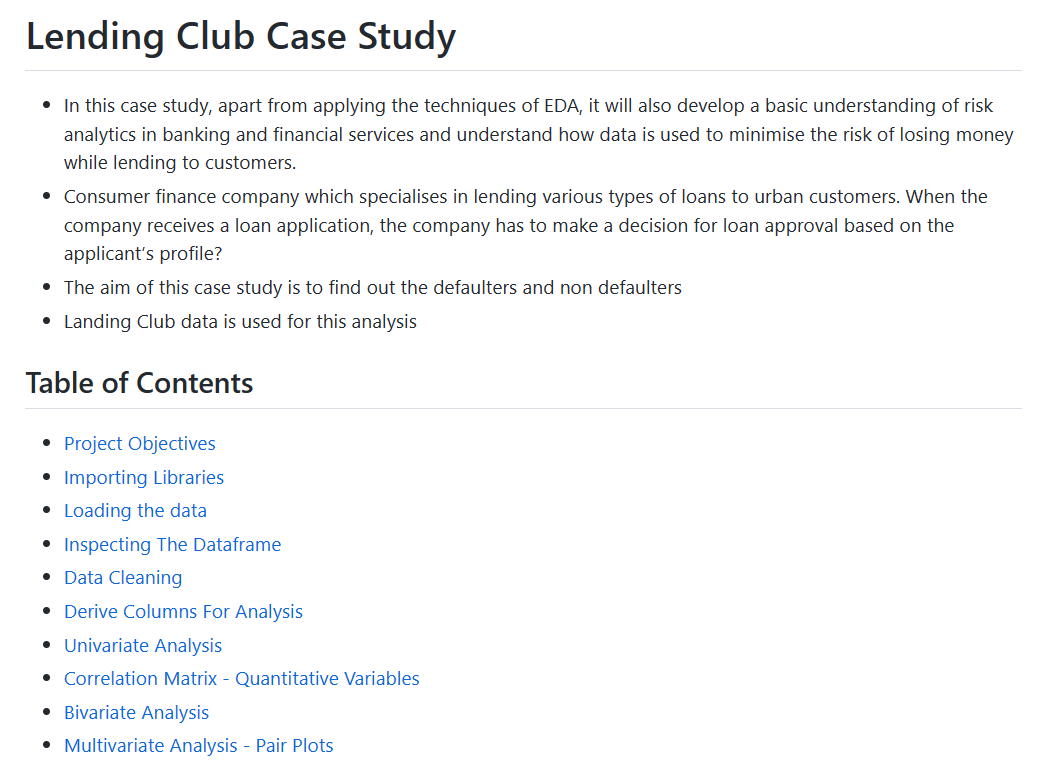 Lending Club Case Study
In this case study, apart from applying the techniques of EDA, it will also develop a basic understanding of risk
analytics in banking and financial services and understand how data is used to minimise the risk of losing money
while lending to customers.
Consumer finance company which specialises in lending various types of loans to urban customers. When the
company receives a loan application, the company has to make a decision for loan approval based on the
applicant’s profile?
The aim of this case study is to find out the defaulters and non defaulters
Landing Club data is used for this analysis
Table of Contents
Project Objectives
Importing Libraries
Loading the data
Inspecting The Dataframe
Data Cleaning
Derive Columns For Analysis
Univariate Analysis
Correlation Matrix - Quantitative Variables
Bivariate Analysis
Multivariate Analysis - Pair Plots